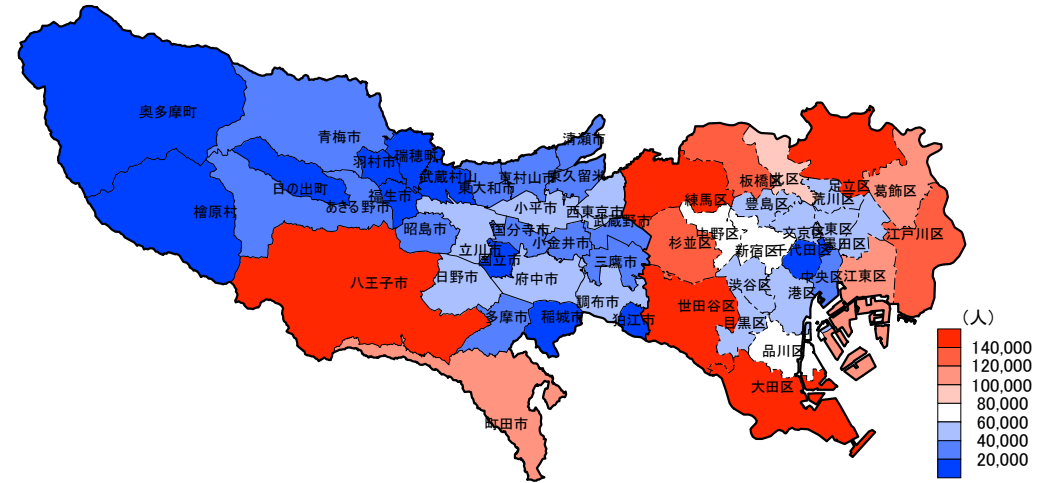 奥多摩町
青梅市
清瀬市
羽村市
瑞穂町
武蔵村山
東大和市
東村山市
東久留米
日の出町
福生市
あきる野市
檜原村
小平市
西東京市
武蔵野市
昭島市
国分寺市
小金井市
立川市
国立市
三鷹市
八王子市
日野市
府中市
調布市
多摩市
稲城市
狛江市
町田市
板橋区
北区
足立区
葛飾区
練馬区
豊島区
荒川区
中野区
文京区
台東区
墨田区
江戸川区
杉並区
新宿区
千代田区
中央区
江東区
渋谷区
港区
世田谷区
目黒区
品川区
大田区
（人）
140,000
120,000
100,000
80,000
60,000
40,000
20,000